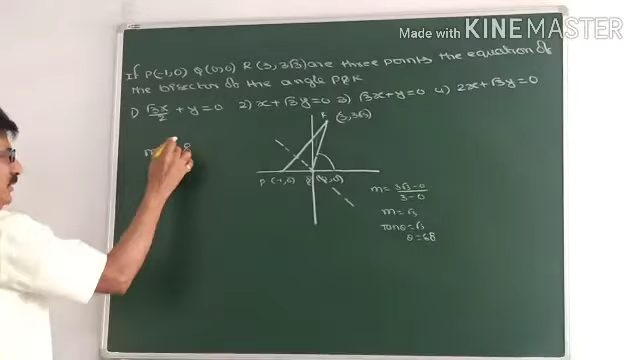 Made with KINEMASTER
If P(-1,0) Q(0,0) R(3, 3√3) are three points the equation of
the bisector of the angle PQR
1) √3x/2 + y = 0 2) x + √3y = 0 3) √3x + y = 0 4) 2x + √3y = 0
(3, 3√3)
P (-1, 0) Q (0, 0)
m = 3√3-0/3-0
m = √3
Tanθ = √3
θ = 60